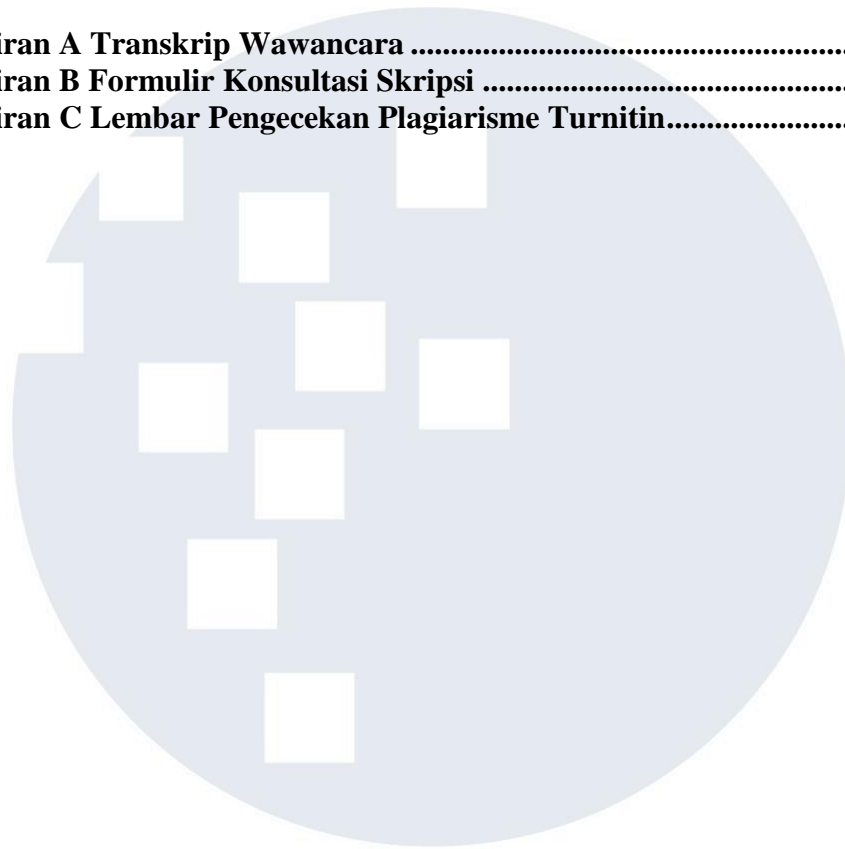 iran A Transkrip Wawancara ........................................................
iran B Formulir Konsultasi Skripsi ...............................................
iran C Lembar Pengecekan Plagiarisme Turnitin.......................